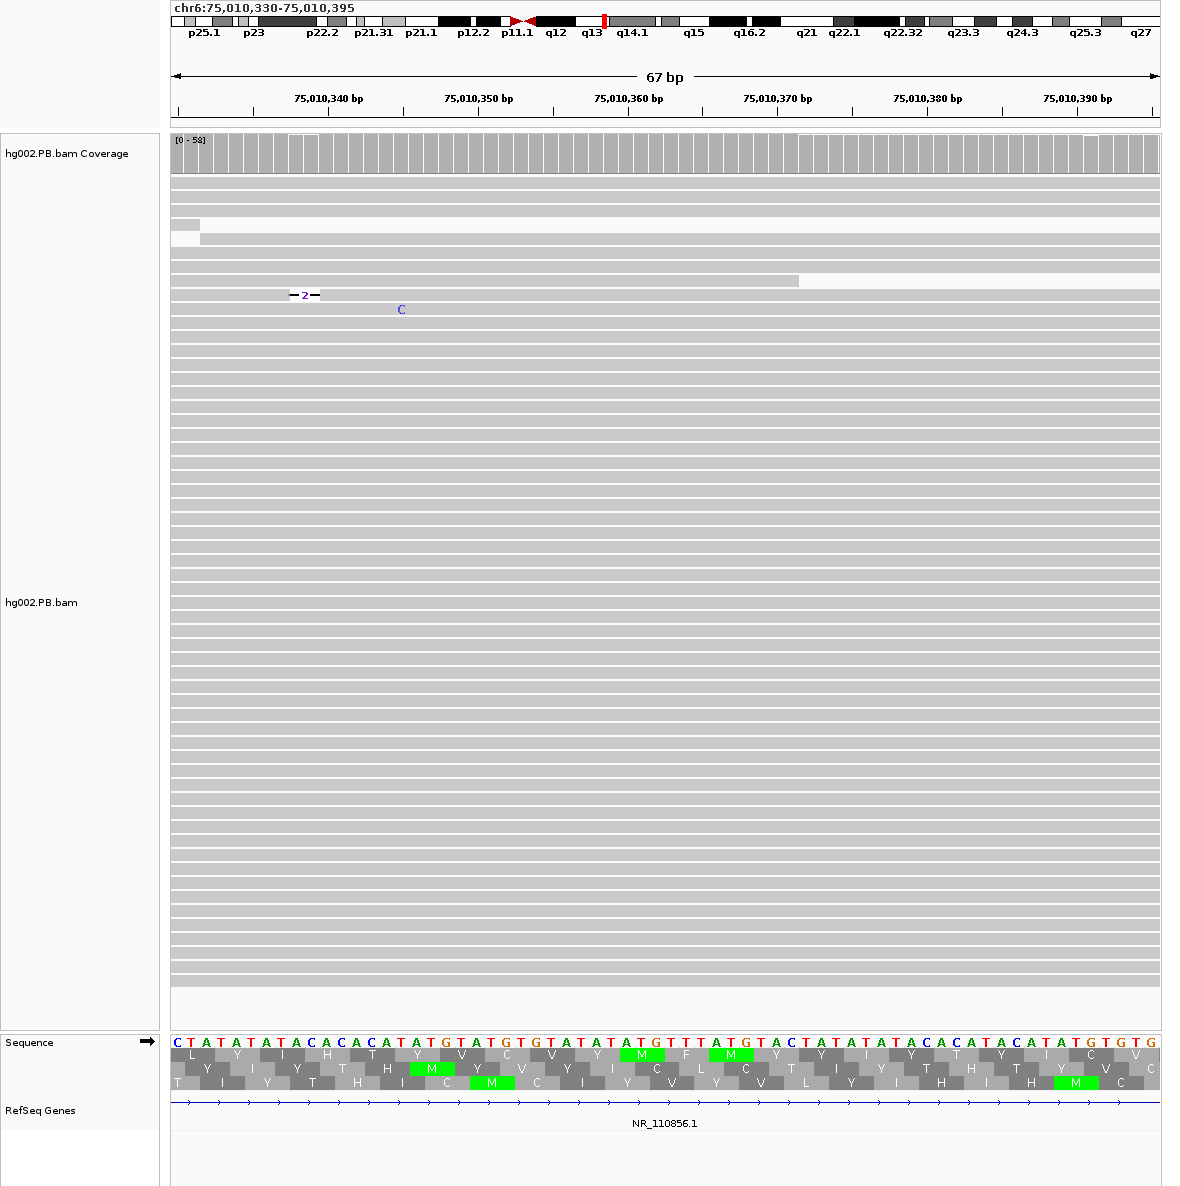 chr6:75,010,330-75,010,395
p25.1 p23 p22.2 p21.31 p21.1 p12.2 p11.1 q12 q13 q14.1 q15 q16.2 q21 q22.1 q22.32 q23.3 q24.3 q25.3 q27
67 bp
75,010,340 bp 75,010,350 bp 75,010,360 bp 75,010,370 bp 75,010,380 bp 75,010,390 bp
[0 - 58]
hg002.PB.bam Coverage
2
C
hg002.PB.bam
Sequence
C T A T A T A T A C A C A C A T A T G T A T G T G T A T A T A T G T T T A T G T A C T A T A T A T A C A C A T A C A T A T G T G T G
L Y I H T Y V C V Y M F M Y Y I Y T Y I C V
Y I Y T H M Y V Y I C L C T I Y T H T Y V C
T I Y T H I C M C I Y V Y V L Y I H I H M C
RefSeq Genes
NR_110856.1